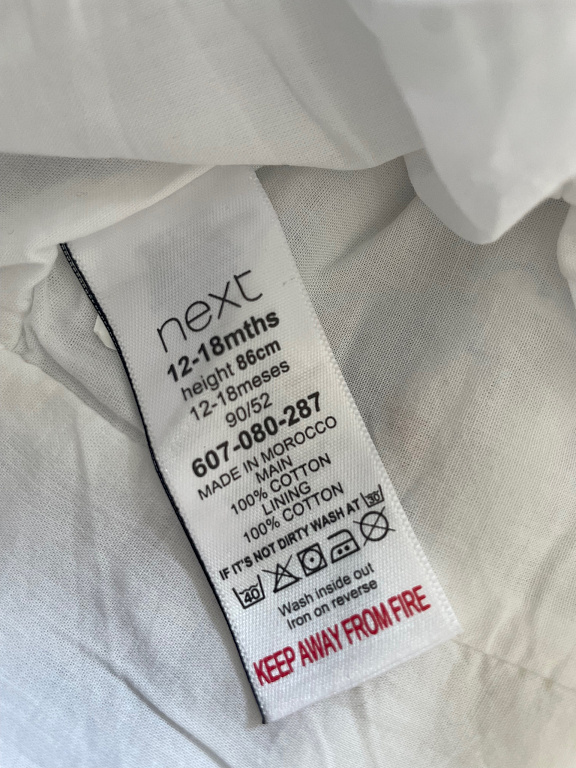 next
12-18mths
height 86cm
12-18meses
90/52
607-080-287
MADE IN MOROCCO
MAIN
100% COTTON
LINING
100% COTTON
IF IT'S NOT DIRTY WASH AT 30
40
Wash inside out
Iron on reverse
KEEP AWAY FROM FIRE